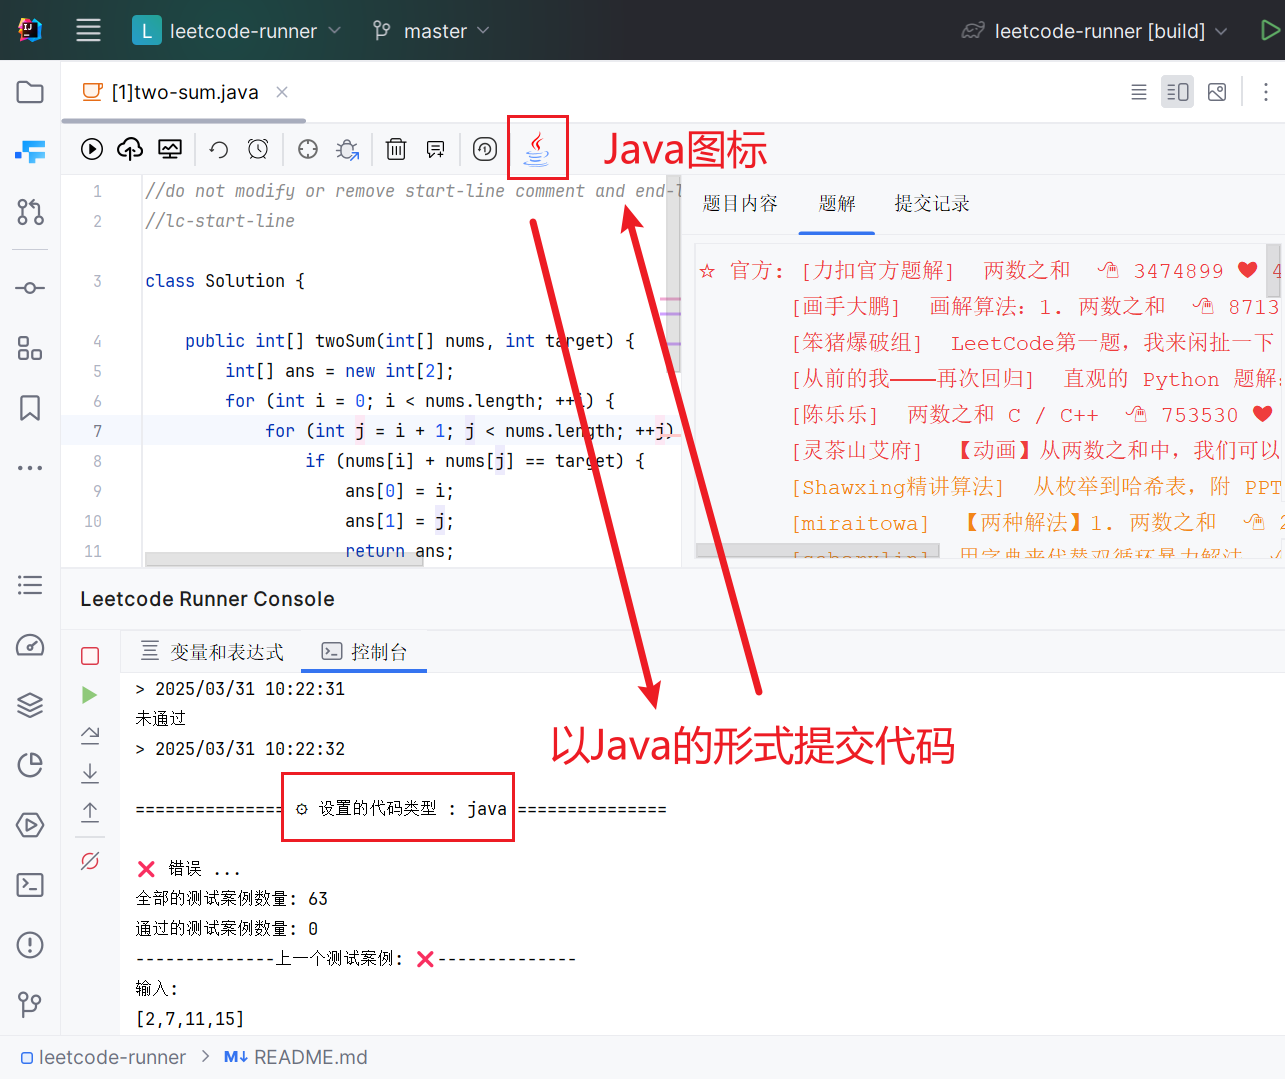 L leetcode-runner master leetcode-runner [build]
[1]two-sum.java
Java图标
1 //do not modify or remove start-line comment and end-l
2 //lc-start-line
3 class Solution {
4 public int[] twoSum(int[] nums, int target) {
5 int[] ans = new int[2];
6 for (int i = 0; i < nums.length; ++i) {
7 for (int j = i + 1; j < nums.length; ++j)
8 if (nums[i] + nums[j] == target) {
9 ans[0] = i;
10 ans[1] = j;
11 return ans;
题目内容 题解 提交记录
☆ 官方: [力扣官方题解] 两数之和 3474899 ❤ 4
[画手大鹏] 画解算法: 1. 两数之和 8713
[笨猪爆破组] LeetCode第一题，我来闲扯一下
[从前的我——再次回归] 直观的 Python 题解:
[陈乐乐] 两数之和 C / C++ 753530 ❤
[灵茶山艾府] 【动画】从两数之和中，我们可以
[Shawxing精讲算法] 从枚举到哈希表，附 PPT
[miraitowa] 【两种解法】1. 两数之和 2
用字典来代替双循环暴力解法
Leetcode Runner Console
变量和表达式 控制台
> 2025/03/31 10:22:31
未通过
> 2025/03/31 10:22:32
以Java的形式提交代码
=============== ⚙ 设置的代码类型 : java ===============
❌ 错误 ...
全部的测试案例数量: 63
通过的测试案例数量: 0
--------------上一个测试案例: ❌--------------
输入:
[2,7,11,15]
leetcode-runner > M↓ README.md